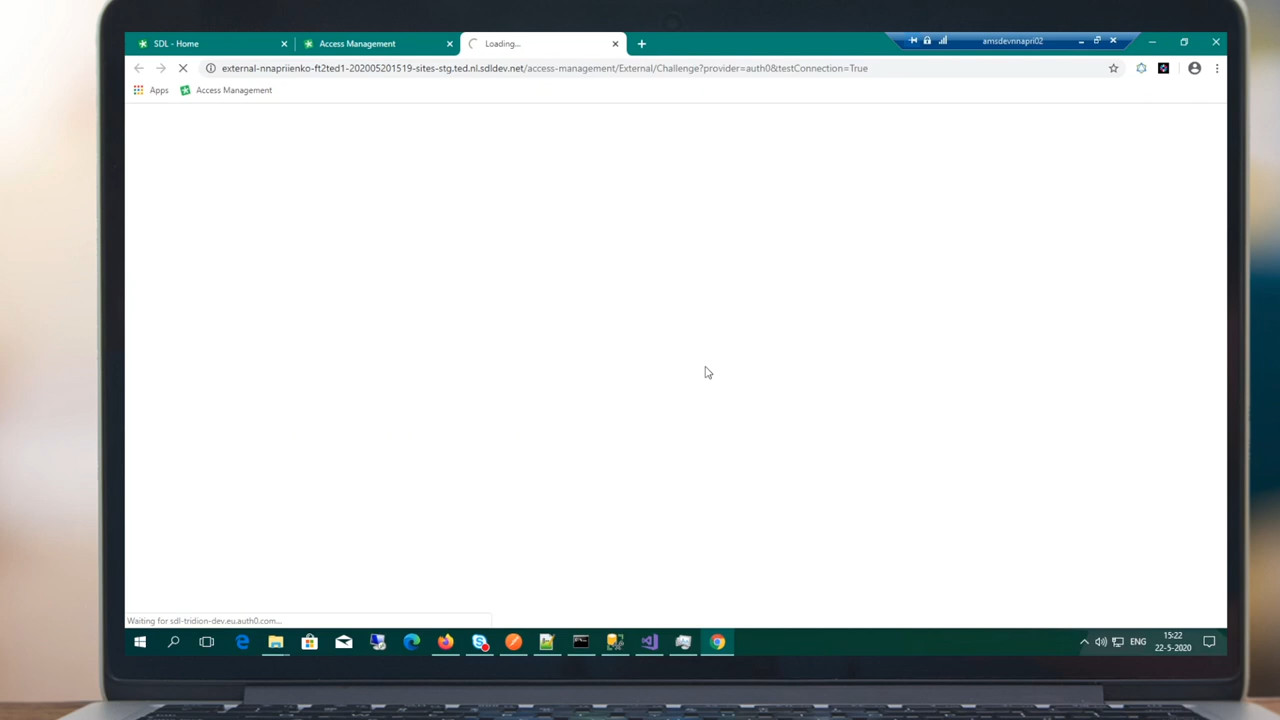 SDL - Home
Access Management
Loading...
amsdevnnapri02
external-nnapriienko-ft2ted1-202005201519-sites-stg.ted.nl.sdldev.net/access-management/External/Challenge?provider=auth0&testConnection=True
Apps
Access Management
Waiting for sdl-tridion-dev.eu.auth0.com...
ENG
15:22
22-5-2020